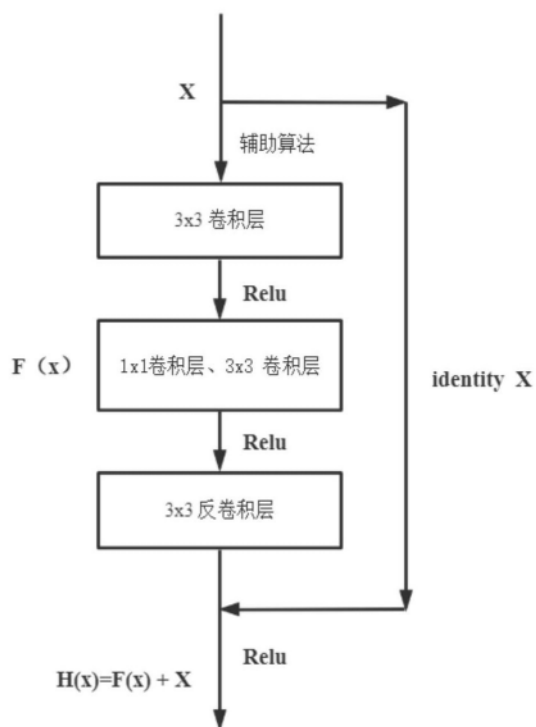 X
辅助算法
3x3 卷积层
Relu
F（x）
1x1卷积层、3x3 卷积层
identity X
Relu
3x3 反卷积层
Relu
H(x)=F(x) + X